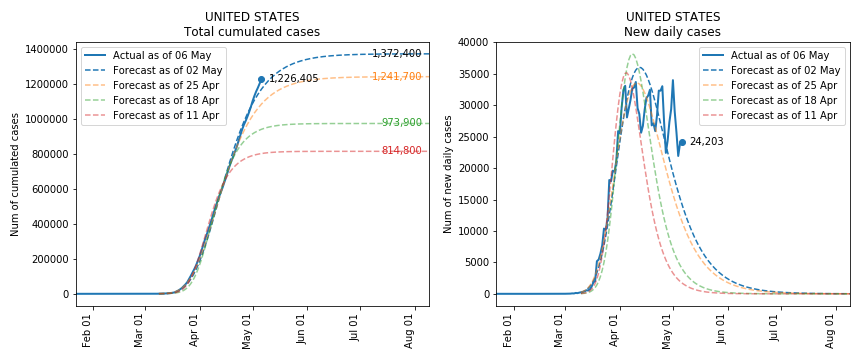 UNITED STATES
Total cumulated cases
Num of cumulated cases
1400000
1200000
1000000
800000
600000
400000
200000
0
Actual as of 06 May
Forecast as of 02 May
Forecast as of 25 Apr
Forecast as of 18 Apr
Forecast as of 11 Apr
1,372,400
1,226,405
1,241,700
973,900
814,800
Feb 01
Mar 01
Apr 01
May 01
Jun 01
Jul 01
Aug 01
UNITED STATES
New daily cases
Num of new daily cases
40000
35000
30000
25000
20000
15000
10000
5000
0
Actual as of 06 May
Forecast as of 02 May
Forecast as of 25 Apr
Forecast as of 18 Apr
Forecast as of 11 Apr
24,203
Feb 01
Mar 01
Apr 01
May 01
Jun 01
Jul 01
Aug 01